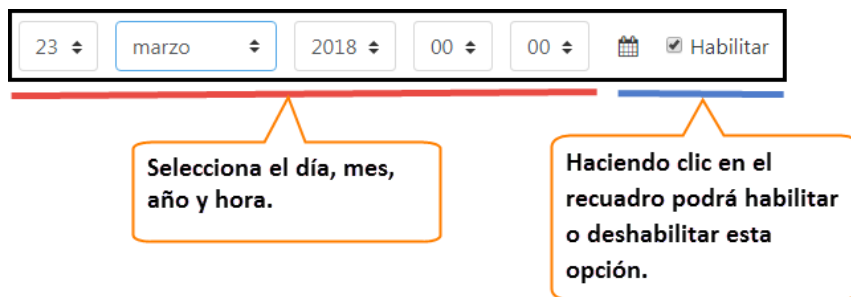 23 marzo 2018 00 00 Habilitar
Selecciona el día, mes,
año y hora.
Haciendo clic en el
recuadro podrá habilitar
o deshabilitar esta
opción.